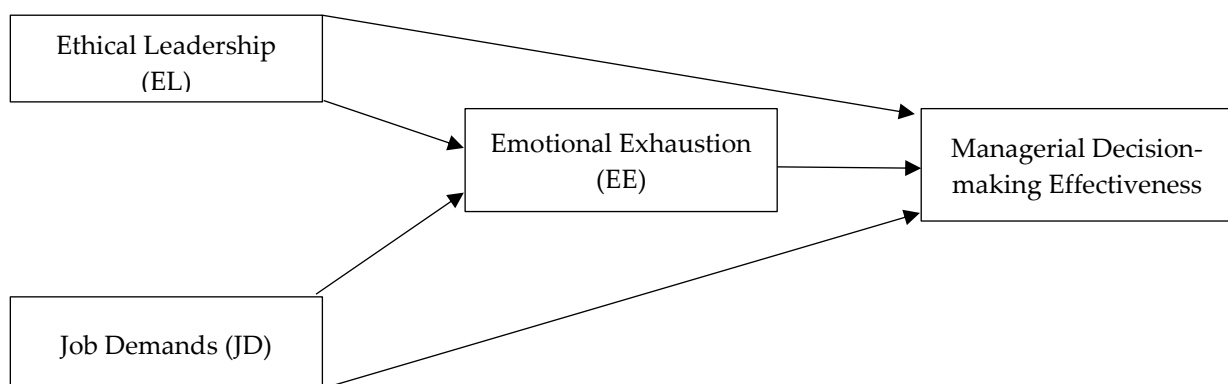 Ethical Leadership
(EL)
Emotional Exhaustion
(EE)
Managerial Decision-
making Effectiveness
Job Demands (JD)